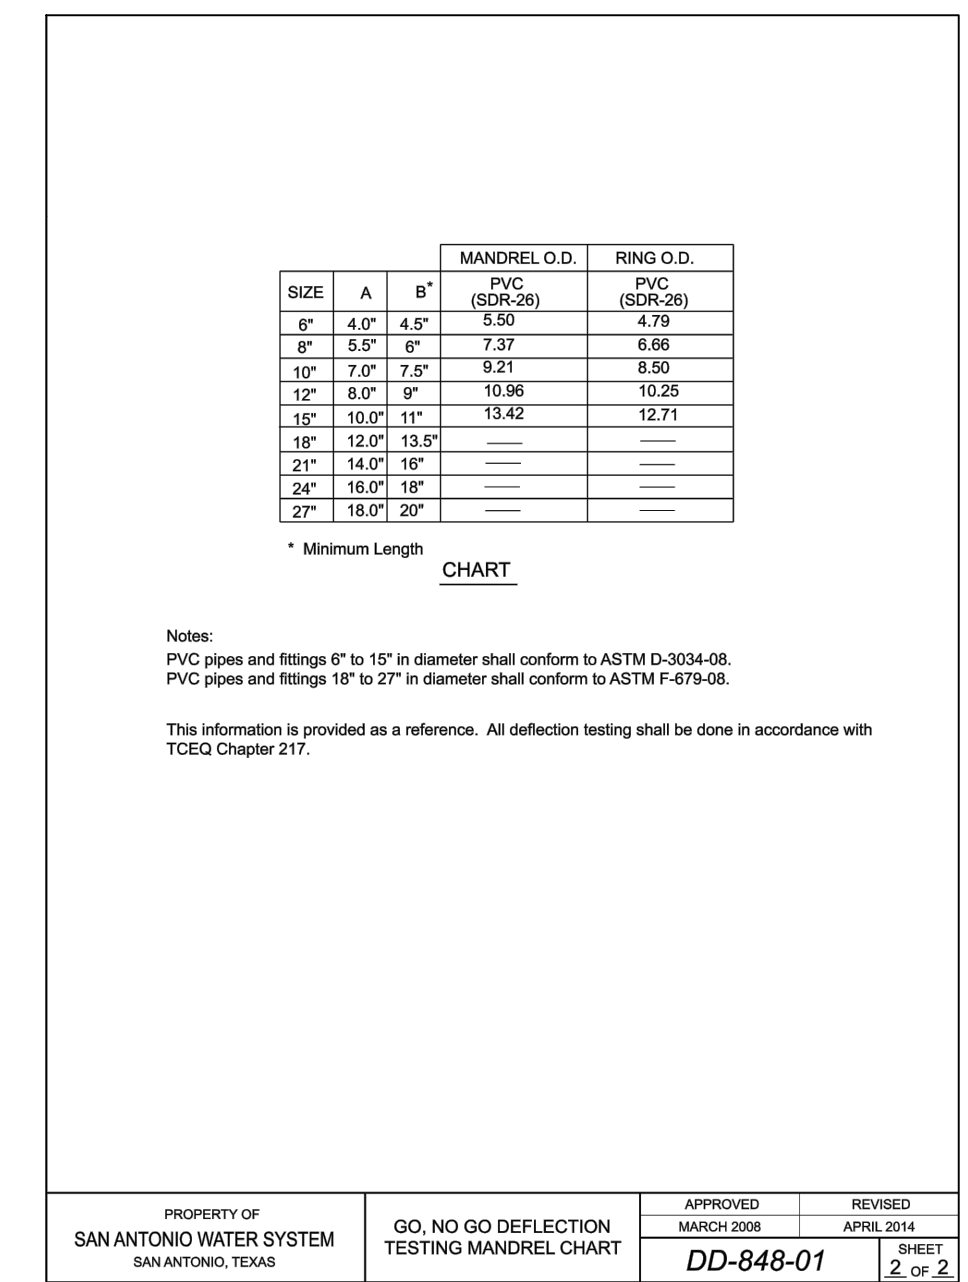 MANDREL O.D. RING O.D.
SIZE A B* PVC (SDR-26) PVC (SDR-26)
6" 4.0" 4.5" 5.50 4.79
8" 5.5" 6" 7.37 6.66
10" 7.0" 7.5" 9.21 8.50
12" 8.0" 9" 10.96 10.25
15" 10.0" 11" 13.42 12.71
18" 12.0" 13.5" — —
21" 14.0" 16" — —
24" 16.0" 18" — —
27" 18.0" 20" — —
* Minimum Length
CHART
Notes:
PVC pipes and fittings 6" to 15" in diameter shall conform to ASTM D-3034-08.
PVC pipes and fittings 18" to 27" in diameter shall conform to ASTM F-679-08.
This information is provided as a reference. All deflection testing shall be done in accordance with
TCEQ Chapter 217.
PROPERTY OF
SAN ANTONIO WATER SYSTEM
SAN ANTONIO, TEXAS
GO, NO GO DEFLECTION
TESTING MANDREL CHART
APPROVED REVISED
MARCH 2008 APRIL 2014
DD-848-01
SHEET
2 OF 2